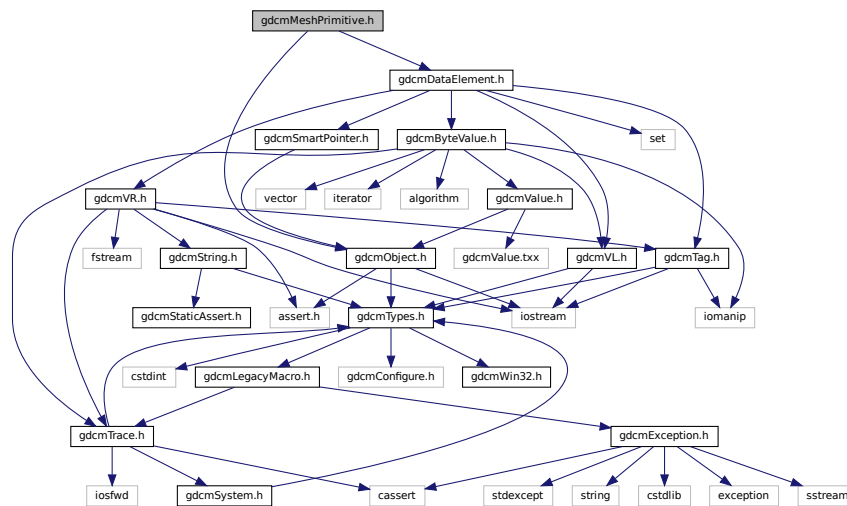 gdcmMeshPrimitive.h
gdcmDataElement.h
gdcmSmartPointer.h
gdcmByteValue.h
set
gdcmVR.h
vector
iterator
algorithm
gdcmValue.h
fstream
gdcmString.h
gdcmObject.h
gdcmValue.txx
gdcmVL.h
gdcmTag.h
gdcmStaticAssert.h
assert.h
gdcmTypes.h
iostream
iomanip
cstdint
gdcmLegacyMacro.h
gdcmConfigure.h
gdcmWin32.h
gdcmTrace.h
gdcmException.h
iosfwd
gdcmSystem.h
cassert
stdexcept
string
cstdlib
exception
sstream